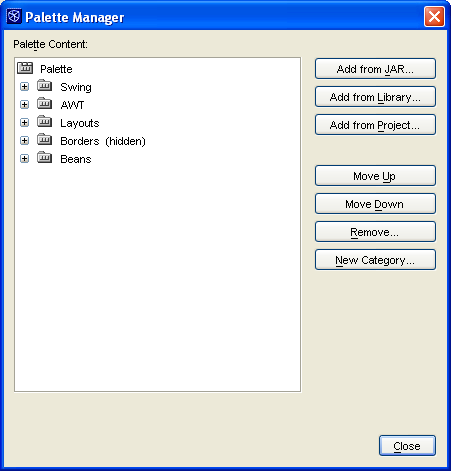 Palette Manager
Palette Content:
Palette
Swing
AWT
Layouts
Borders (hidden)
Beans
Add from JAR...
Add from Library...
Add from Project...
Move Up
Move Down
Remove...
New Category...
Close